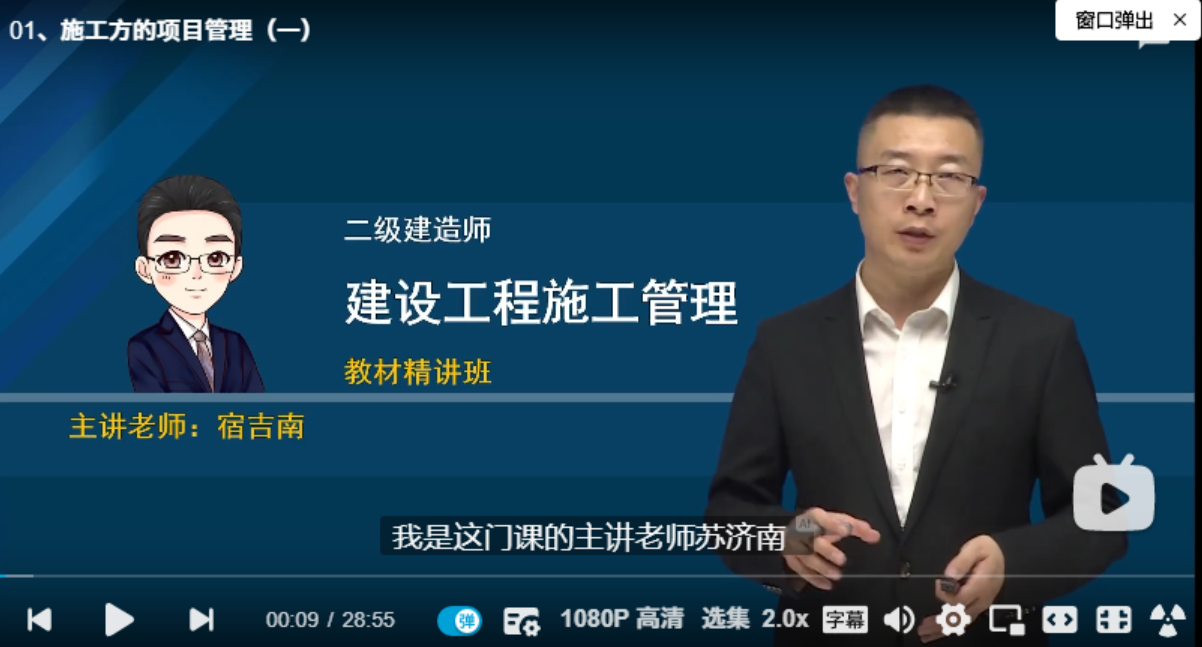 01、施工方的项目管理（一）
窗口弹出 ×
二级建造师
建设工程施工管理
教材精讲班
主讲老师：宿吉南
我是这门课的主讲老师苏济南
AI
00:09 / 28:55
弹
1080P 高清
选集
2.0x
字幕